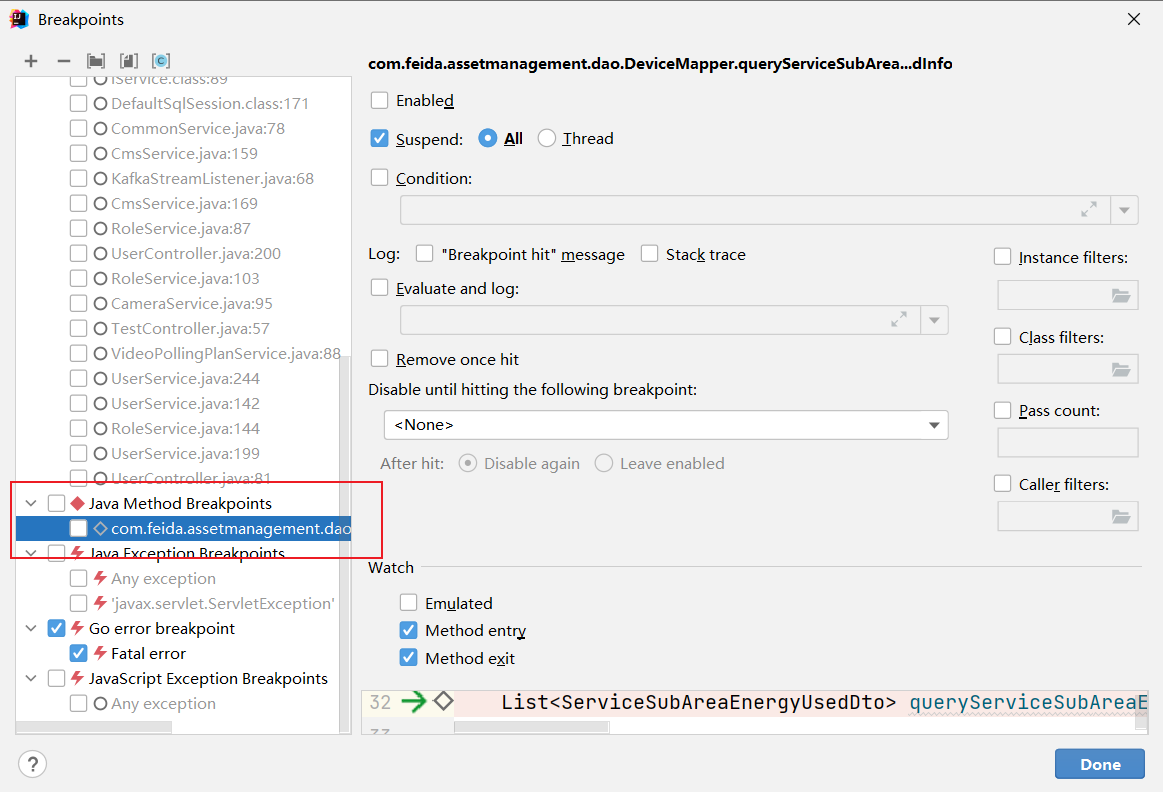 Breakpoints
IService.class:89
DefaultSqlSession.class:171
CommonService.java:78
CmsService.java:159
KafkaStreamListener.java:68
CmsService.java:169
RoleService.java:87
UserController.java:200
RoleService.java:103
CameraService.java:95
TestController.java:57
VideoPollingPlanService.java:88
UserService.java:244
UserService.java:142
RoleService.java:144
UserService.java:199
UserController.java:81
Java Method Breakpoints
com.feida.assetmanagement.dao
Java Exception Breakpoints
Any exception
'javax.servlet.ServletException'
Go error breakpoint
Fatal error
JavaScript Exception Breakpoints
Any exception
com.feida.assetmanagement.dao.DeviceMapper.queryServiceSubArea...dInfo
Enabled
Suspend: All Thread
Condition:
Log: "Breakpoint hit" message Stack trace
Evaluate and log:
Remove once hit
Disable until hitting the following breakpoint:
<None>
After hit: Disable again Leave enabled
Instance filters:
Class filters:
Pass count:
Caller filters:
Watch
Emulated
Method entry
Method exit
32 List<ServiceSubAreaEnergyUsedDto> queryServiceSubAreaE
33
?
Done